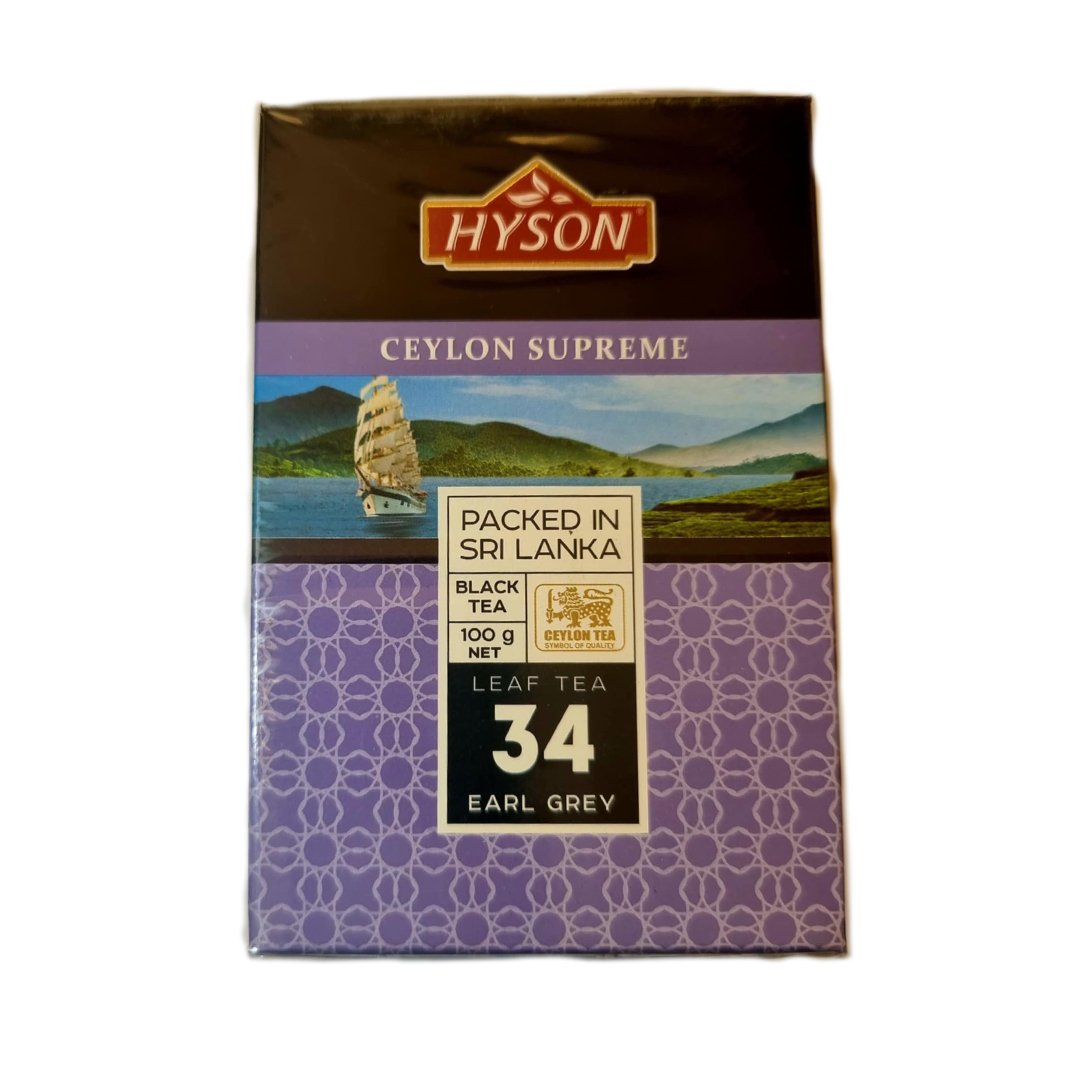 HYSON®
CEYLON SUPREME
PACKED IN
SRI LANKA
BLACK
TEA
100 g
NET
CEYLON TEA
SYMBOL OF QUALITY
LEAF TEA
34
EARL GREY